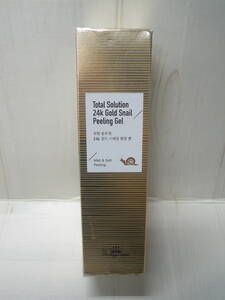 Total Solution
24k Gold Snail
Peeling Gel
토탈 솔루션
24k 골드 스네일 필링 젤
Mild & Soft
Peeling